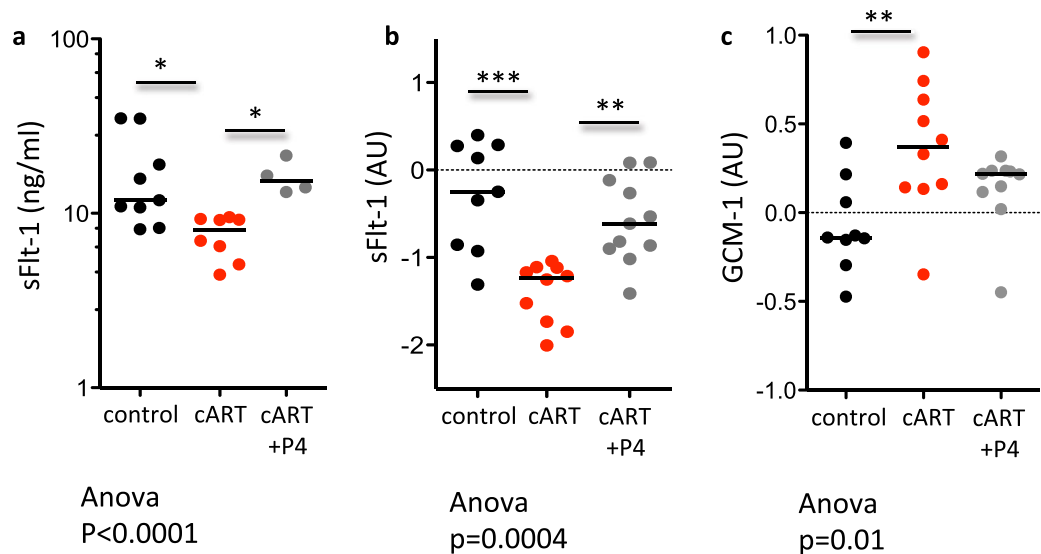 a
100
10
1
sFlt-1 (ng/ml)
*
*
control
cART
cART
+P4
Anova
P<0.0001
b
1
0
-1
-2
sFlt-1 (AU)
***
**
control
cART
cART
+P4
Anova
p=0.0004
c
1.0
0.5
0.0
-0.5
-1.0
GCM-1 (AU)
**
control
cART
cART
+P4
Anova
p=0.01